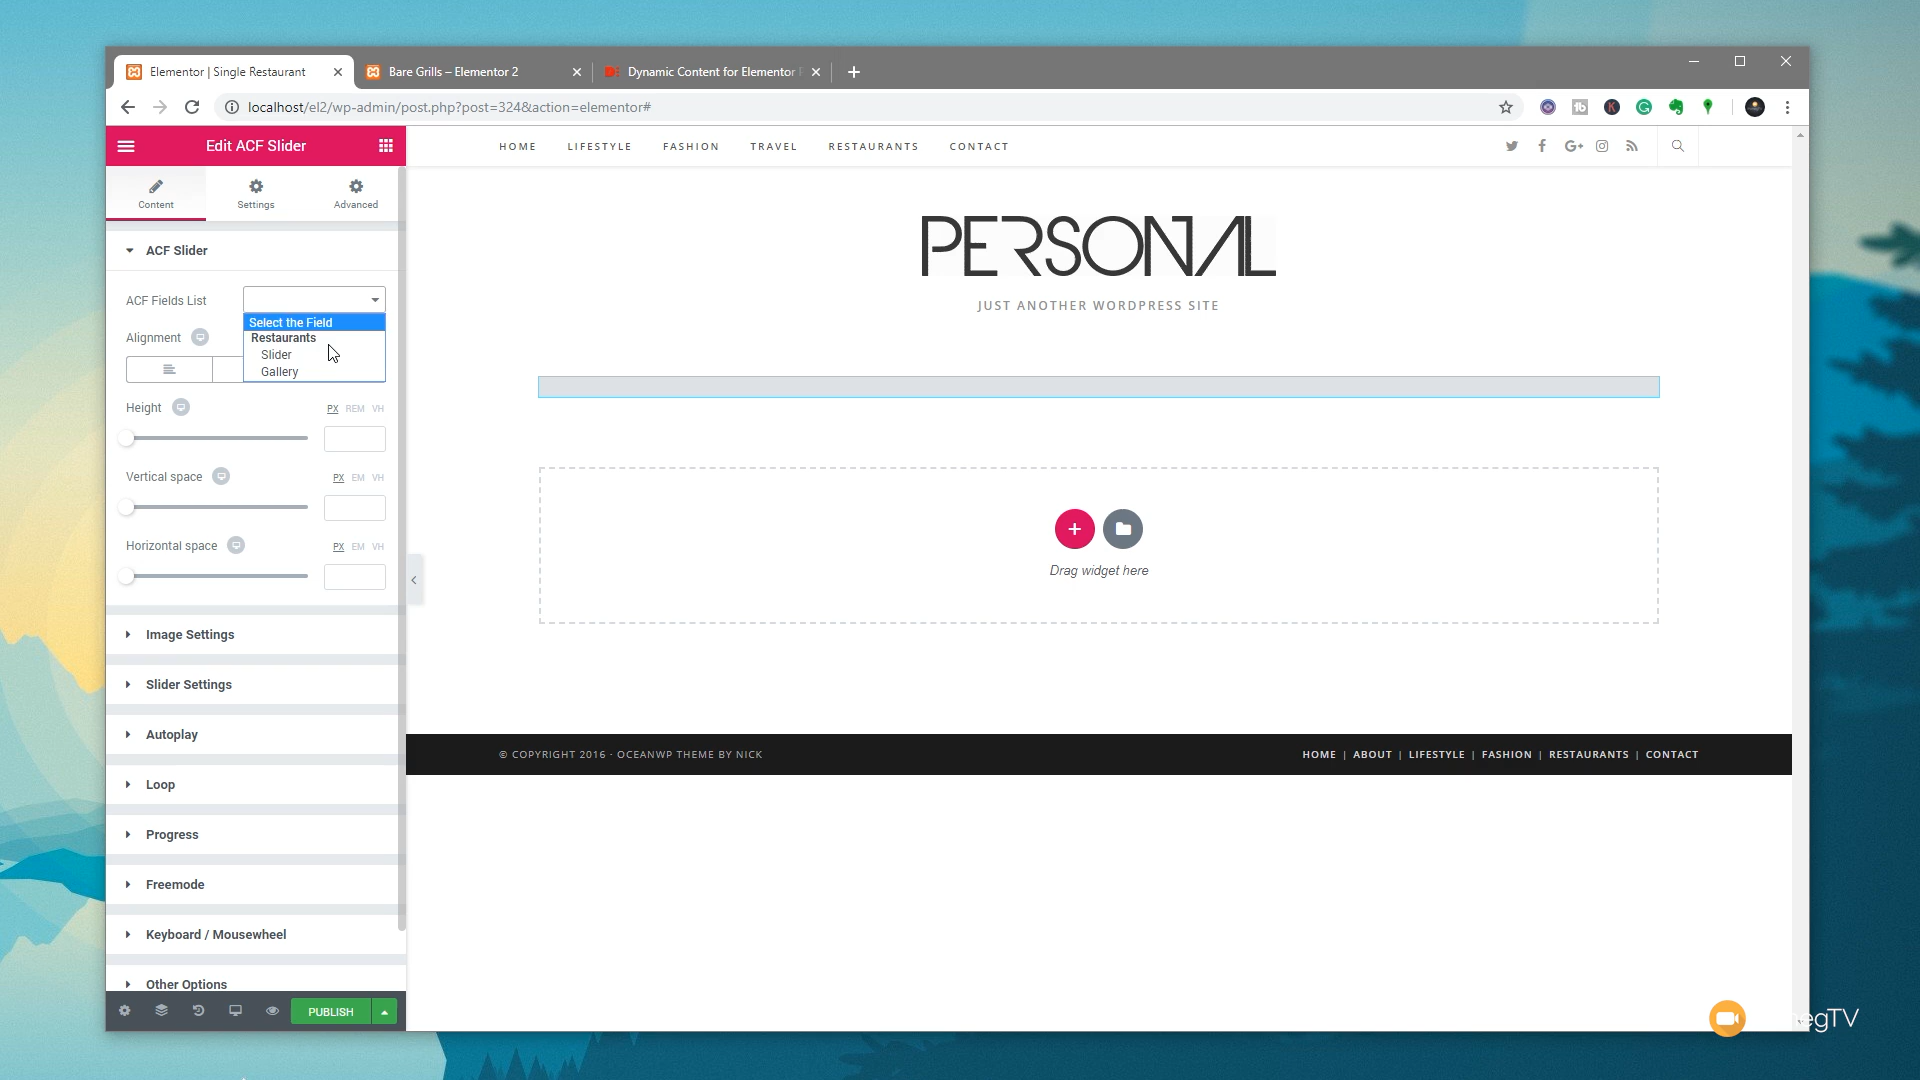 Elementor | Single Restaurant
Bare Grills – Elementor 2
Dynamic Content for Elementor
localhost/el2/wp-admin/post.php?post=324&action=elementor#
Edit ACF Slider
HOME
LIFESTYLE
FASHION
TRAVEL
RESTAURANTS
CONTACT
Content
Settings
Advanced
PERSONAL
JUST ANOTHER WORDPRESS SITE
ACF Slider
ACF Fields List
Select the Field
Restaurants
Slider
Gallery
Alignment
Height
PX REM VH
Vertical space
PX EM VH
Horizontal space
PX EM VH
Drag widget here
Image Settings
Slider Settings
Autoplay
Loop
Progress
Freemode
Keyboard / Mousewheel
Other Options
© COPYRIGHT 2016 · OCEANWP THEME BY NICK
HOME | ABOUT | LIFESTYLE | FASHION | RESTAURANTS | CONTACT
PUBLISH
egTV